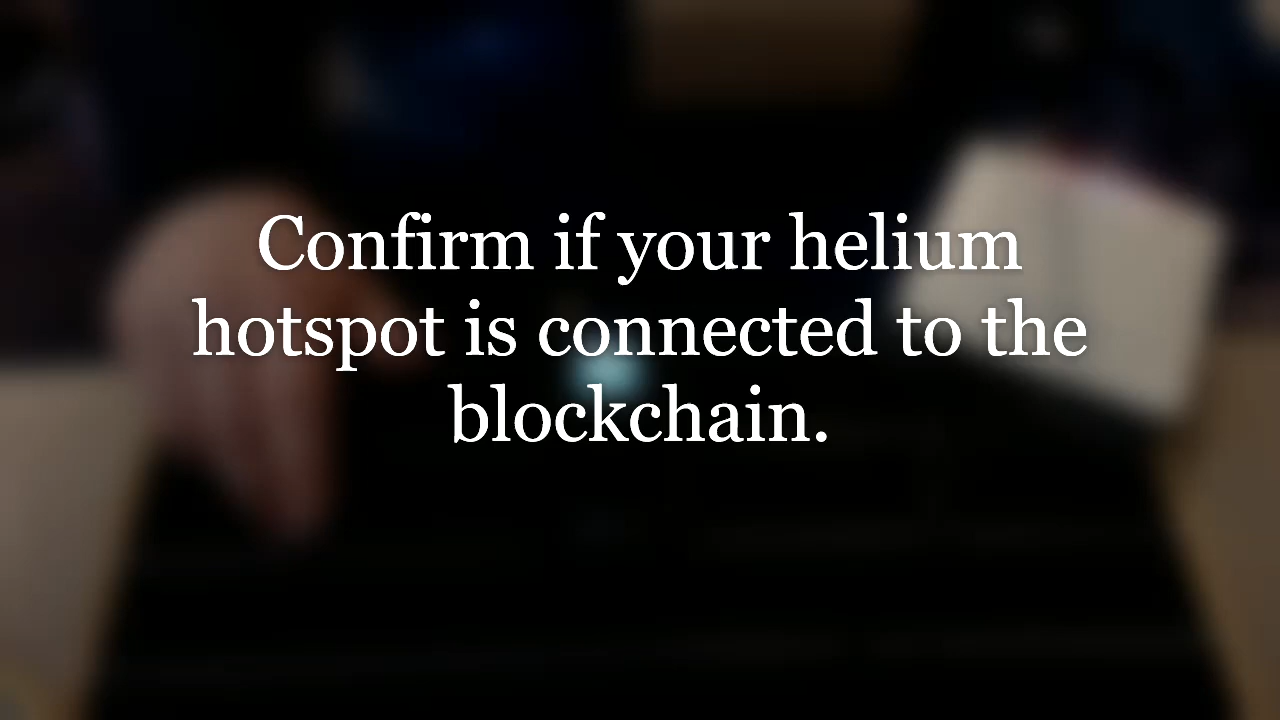 Confirm if your helium
hotspot is connected to the
blockchain.